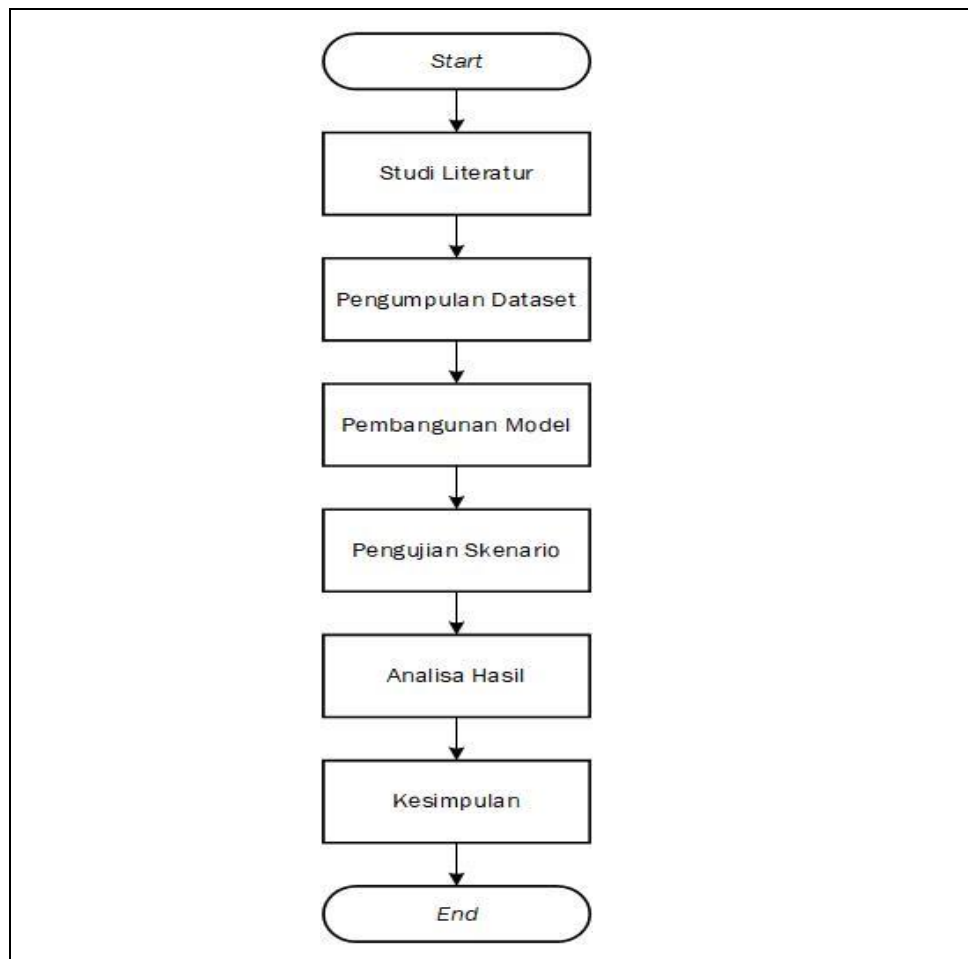 Start
Studi Literatur
Pengumpulan Dataset
Pembangunan Model
Pengujian Skenario
Analisa Hasil
Kesimpulan
End